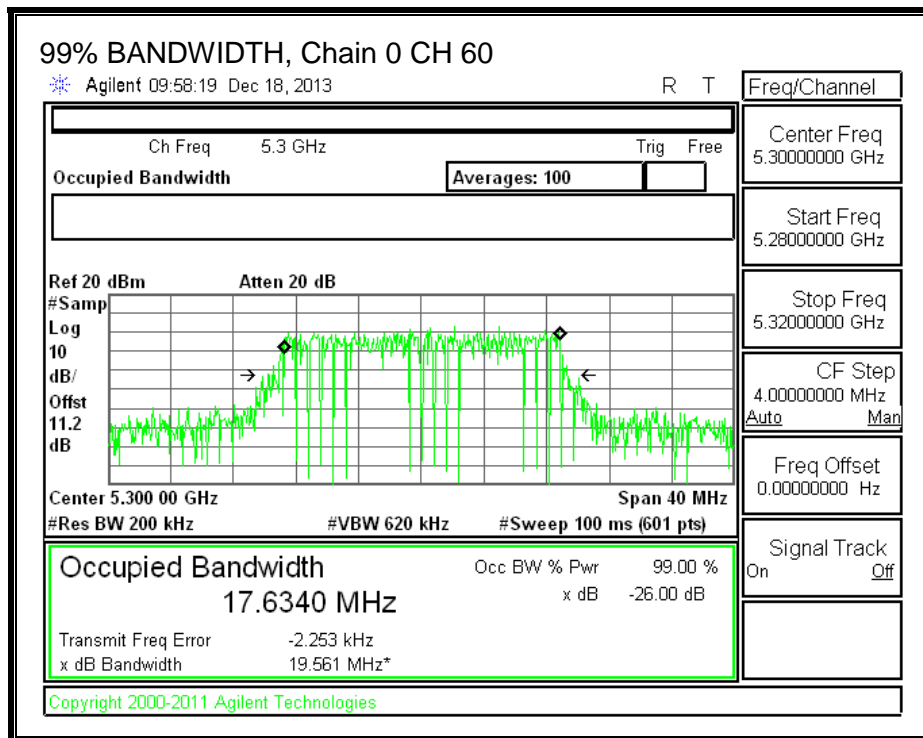 99% BANDWIDTH, Chain 0 CH 60
Agilent 09:58:19 Dec 18, 2013 R T
Freq/Channel
Ch Freq 5.3 GHz Trig Free
Occupied Bandwidth Averages: 100
Center Freq
5.30000000 GHz
Start Freq
5.28000000 GHz
Stop Freq
5.32000000 GHz
CF Step
4.00000000 MHz
Auto Man
Freq Offset
0.00000000 Hz
Signal Track
On Off
Ref 20 dBm Atten 20 dB
#Samp
Log
10
dB/
Offst
11.2
dB
Center 5.300 00 GHz Span 40 MHz
#Res BW 200 kHz #VBW 620 kHz #Sweep 100 ms (601 pts)
Occupied Bandwidth Occ BW % Pwr 99.00 %
17.6340 MHz x dB -26.00 dB
Transmit Freq Error -2.253 kHz
x dB Bandwidth 19.561 MHz*
Copyright 2000-2011 Agilent Technologies